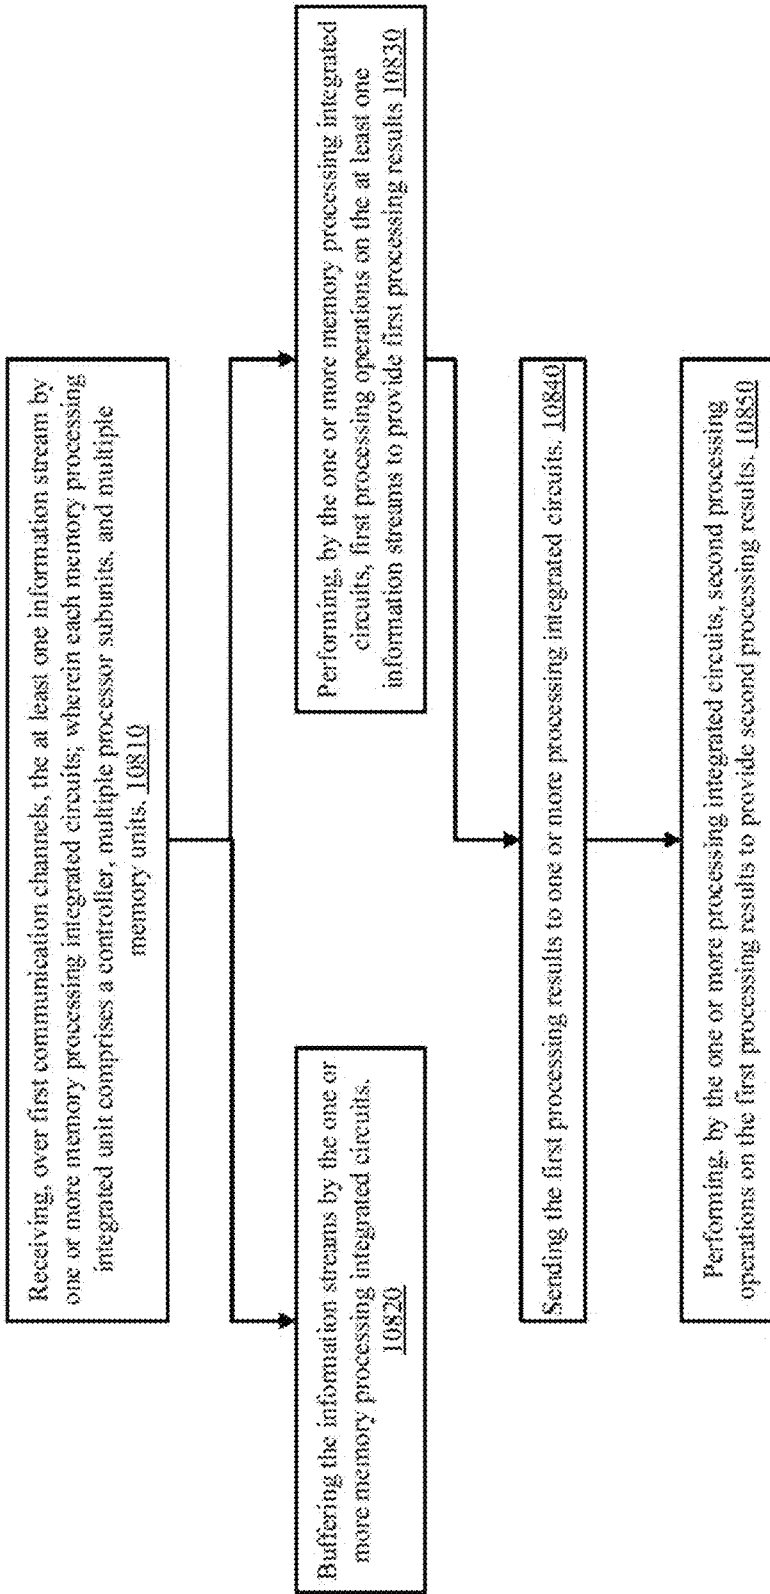 Receiving, over first communication channels, the at least one information stream by
one or more memory processing integrated circuits; wherein each memory processing
integrated unit comprises a controller, multiple processor subunits, and multiple
memory units. 10810
Buffering the information streams by the one or
more memory processing integrated circuits.
10820
Performing, by the one or more memory processing integrated
circuits, first processing operations on the at least one
information streams to provide first processing results 10830
Sending the first processing results to one or more processing integrated circuits. 10840
Performing, by the one or more processing integrated circuits, second processing
operations on the first processing results to provide second processing results. 10850